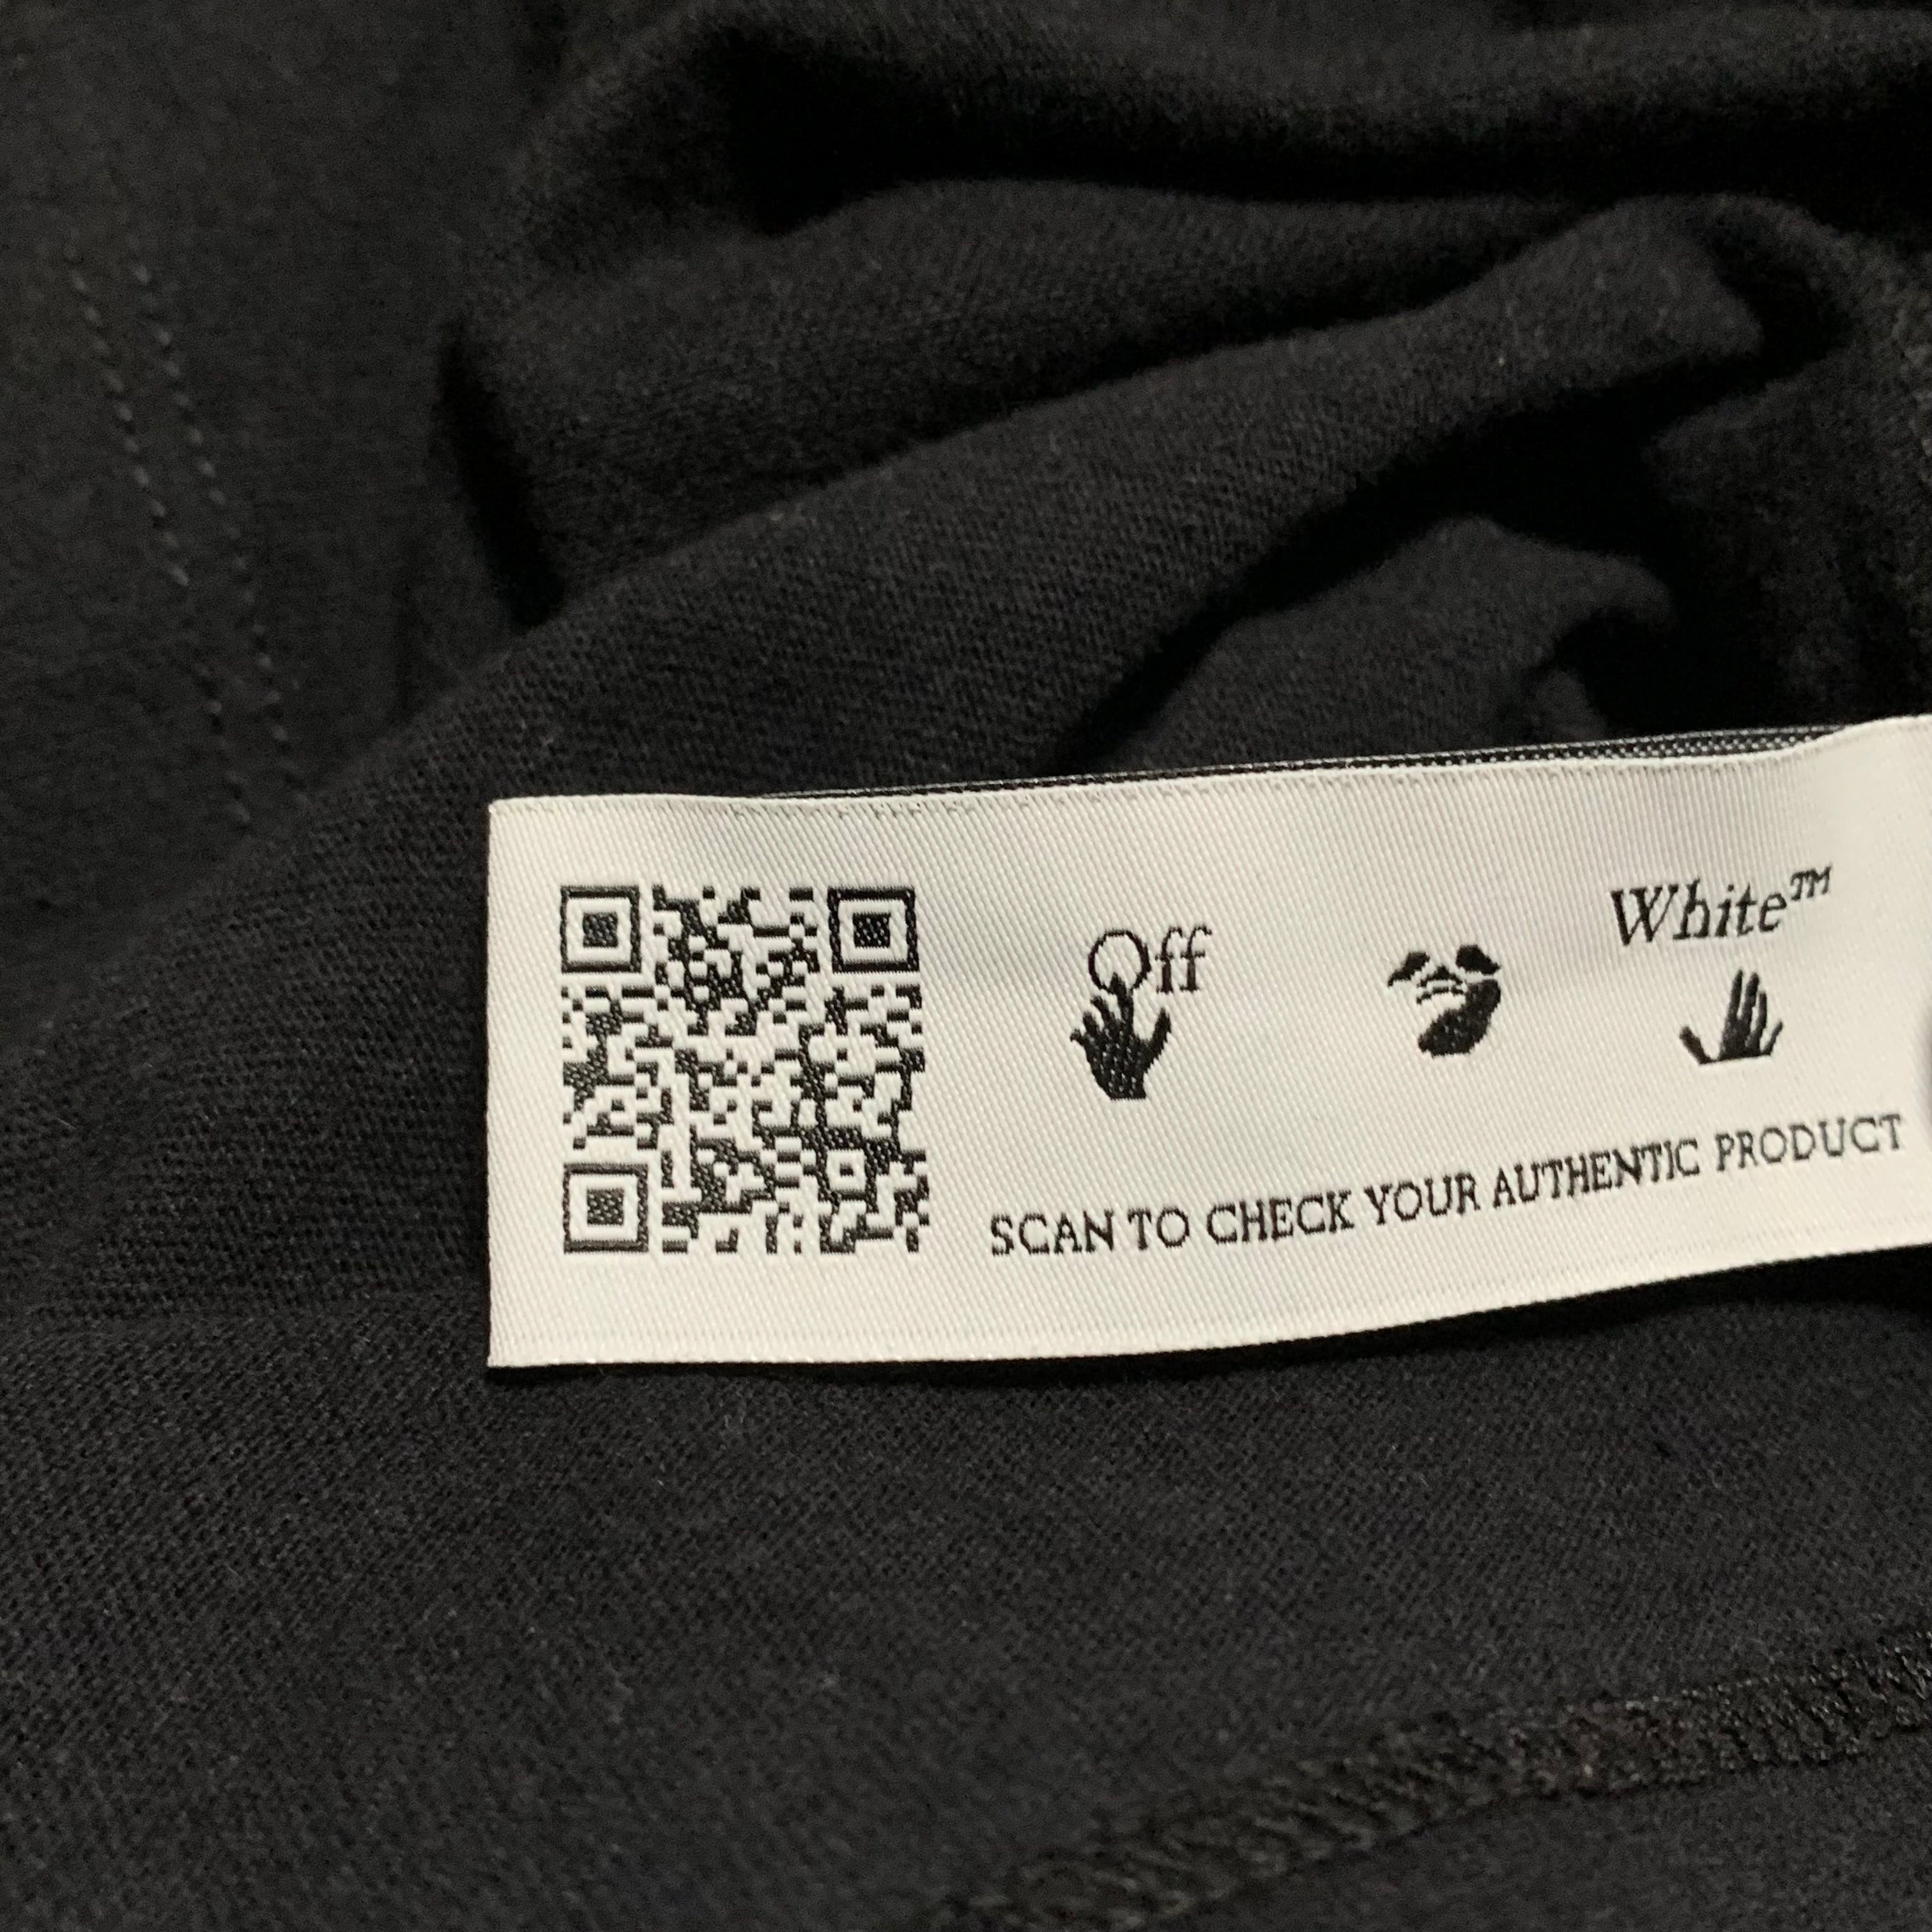 Off
White™
SCAN TO CHECK YOUR AUTHENTIC PRODUCT